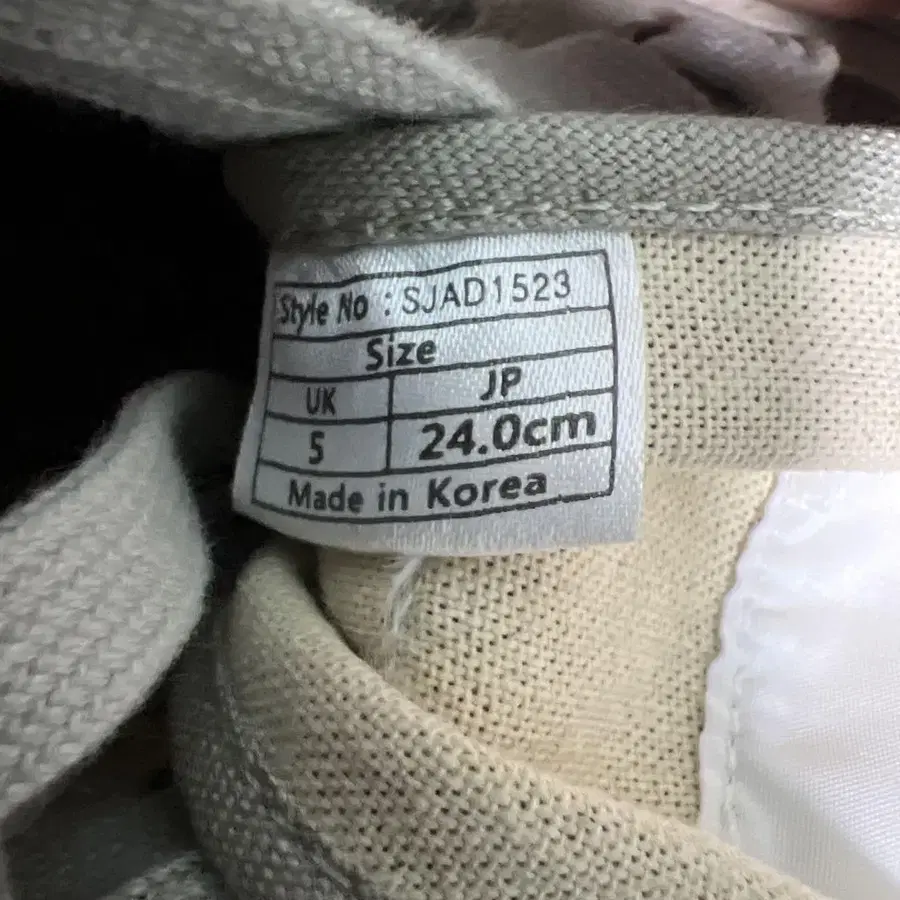 Style No : SJAD1523
Size
UK JP
5 24.0cm
Made in Korea